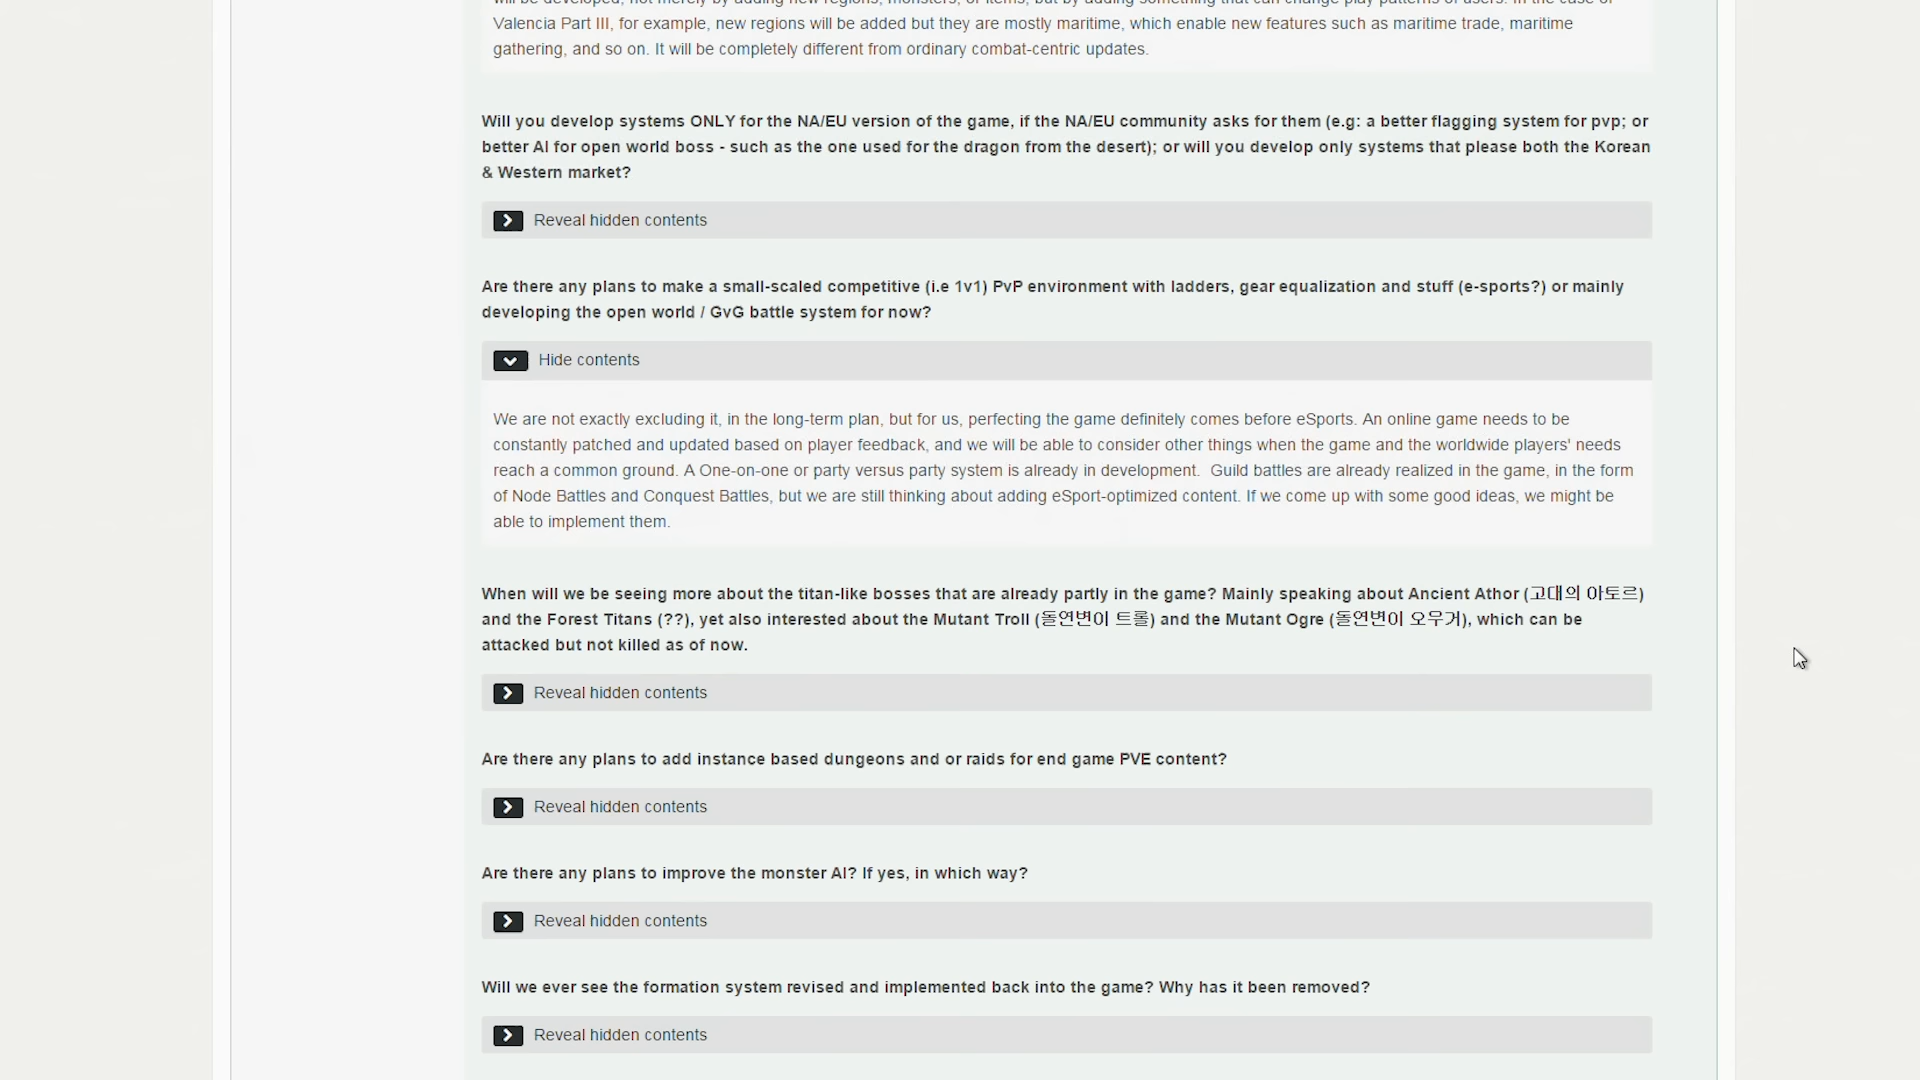 will be developed, not merely by adding new regions, monsters, or items, but by adding something that can change play patterns of users. In the case of
Valencia Part III, for example, new regions will be added but they are mostly maritime, which enable new features such as maritime trade, maritime
gathering, and so on. It will be completely different from ordinary combat-centric updates.
Will you develop systems ONLY for the NA/EU version of the game, if the NA/EU community asks for them (e.g: a better flagging system for pvp; or
better AI for open world boss - such as the one used for the dragon from the desert); or will you develop only systems that please both the Korean
& Western market?
Reveal hidden contents
Are there any plans to make a small-scaled competitive (i.e 1v1) PvP environment with ladders, gear equalization and stuff (e-sports?) or mainly
developing the open world / GvG battle system for now?
Hide contents
We are not exactly excluding it, in the long-term plan, but for us, perfecting the game definitely comes before eSports. An online game needs to be
constantly patched and updated based on player feedback, and we will be able to consider other things when the game and the worldwide players' needs
reach a common ground. A One-on-one or party versus party system is already in development.  Guild battles are already realized in the game, in the form
of Node Battles and Conquest Battles, but we are still thinking about adding eSport-optimized content. If we come up with some good ideas, we might be
able to implement them.
When will we be seeing more about the titan-like bosses that are already partly in the game? Mainly speaking about Ancient Athor (고대의 아토르)
and the Forest Titans (??), yet also interested about the Mutant Troll (돌연변이 트롤) and the Mutant Ogre (돌연변이 오우거), which can be
attacked but not killed as of now.
Reveal hidden contents
Are there any plans to add instance based dungeons and or raids for end game PVE content?
Reveal hidden contents
Are there any plans to improve the monster AI? If yes, in which way?
Reveal hidden contents
Will we ever see the formation system revised and implemented back into the game? Why has it been removed?
Reveal hidden contents